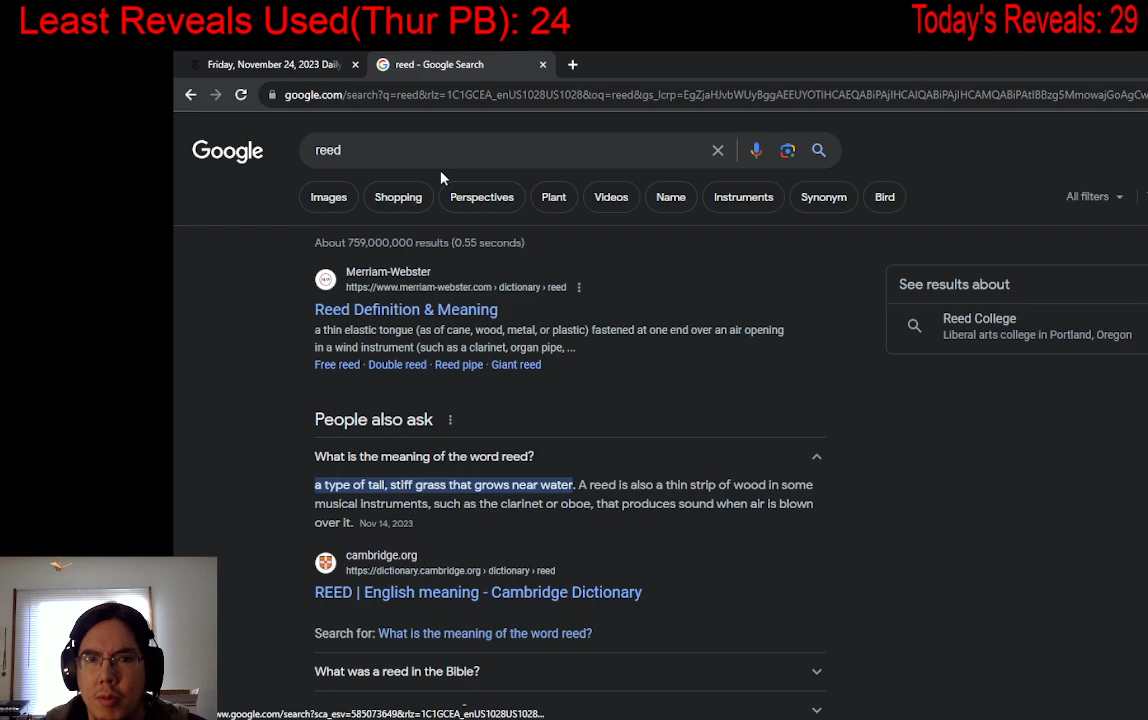 Least Reveals Used(Thur PB): 24
Today's Reveals: 29
Friday, November 24, 2023 Daily
reed - Google Search
google.com/search?q=reed&rlz=1C1GCEA_enUS1028US1028&oq=reed&gs_lcrp=EgZjaHJvbWUyBggAEEUYOTIHCAEQABiPAjIHCAIQABiPAjIHCAMQABiPAtIBBzg5MmowajGoAgCw
Google
reed
Images
Shopping
Perspectives
Plant
Videos
Name
Instruments
Synonym
Bird
All filters
About 759,000,000 results (0.55 seconds)
Merriam-Webster
https://www.merriam-webster.com › dictionary › reed
Reed Definition & Meaning
a thin elastic tongue (as of cane, wood, metal, or plastic) fastened at one end over an air opening
in a wind instrument (such as a clarinet, organ pipe, ...
Free reed · Double reed · Reed pipe · Giant reed
See results about
Reed College
Liberal arts college in Portland, Oregon
People also ask
What is the meaning of the word reed?
a type of tall, stiff grass that grows near water. A reed is also a thin strip of wood in some
musical instruments, such as the clarinet or oboe, that produces sound when air is blown
over it. Nov 14, 2023
cambridge.org
https://dictionary.cambridge.org › dictionary › reed
REED | English meaning - Cambridge Dictionary
Search for: What is the meaning of the word reed?
What was a reed in the Bible?
ww.google.com/search?sca_esv=585073649&rlz=1C1GCEA_enUS1028US1028...